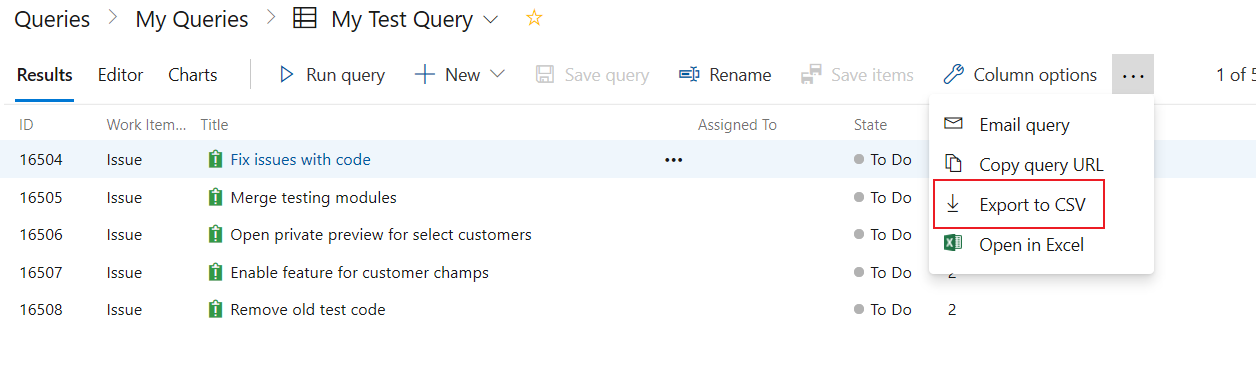 Queries > My Queries > My Test Query
Results Editor Charts Run query New Save query Rename Save items Column options ... 1 of 5
ID Work Item... Title Assigned To State
Email query
16504 Issue Fix issues with code ... To Do
Copy query URL
16505 Issue Merge testing modules To Do
Export to CSV
16506 Issue Open private preview for select customers To Do
Open in Excel
16507 Issue Enable feature for customer champs To Do 2
16508 Issue Remove old test code To Do 2